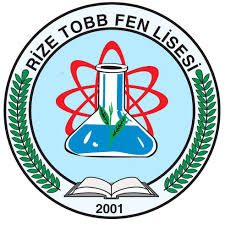 RİZE TOBB FEN LİSESİ
2001